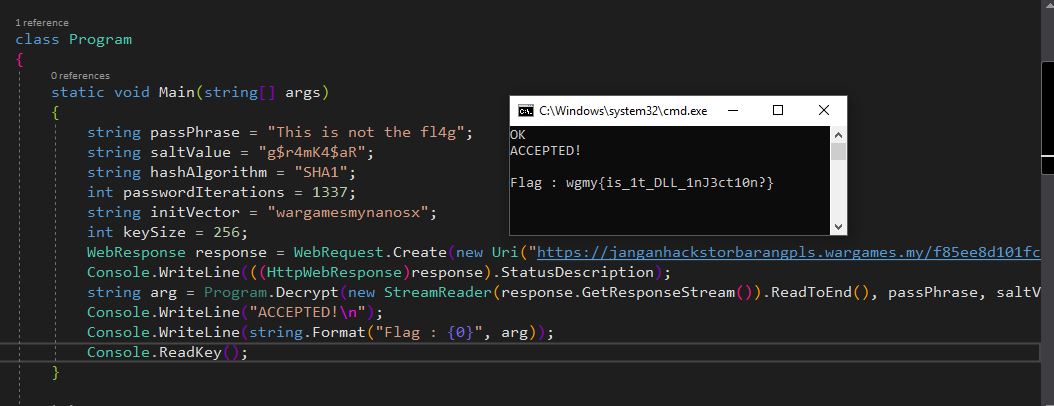 1 reference
class Program
{
0 references
static void Main(string[] args)
{
string passPhrase = "This is not the fl4g";
string saltValue = "g$r4mK4$aR";
string hashAlgorithm = "SHA1";
int passwordIterations = 1337;
string initVector = "wargamesmynanosx";
int keySize = 256;
WebResponse response = WebRequest.Create(new Uri("https://janganhackstorbarangpls.wargames.my/f85ee8d101fc
Console.WriteLine(((HttpWebResponse)response).StatusDescription);
string arg = Program.Decrypt(new StreamReader(response.GetResponseStream()).ReadToEnd(), passPhrase, saltV
Console.WriteLine("ACCEPTED!\n");
Console.WriteLine(string.Format("Flag : {0}", arg));
Console.ReadKey();
}
C:\Windows\system32\cmd.exe
OK
ACCEPTED!
Flag : wgmy{is_1t_DLL_1nJ3ct10n?}